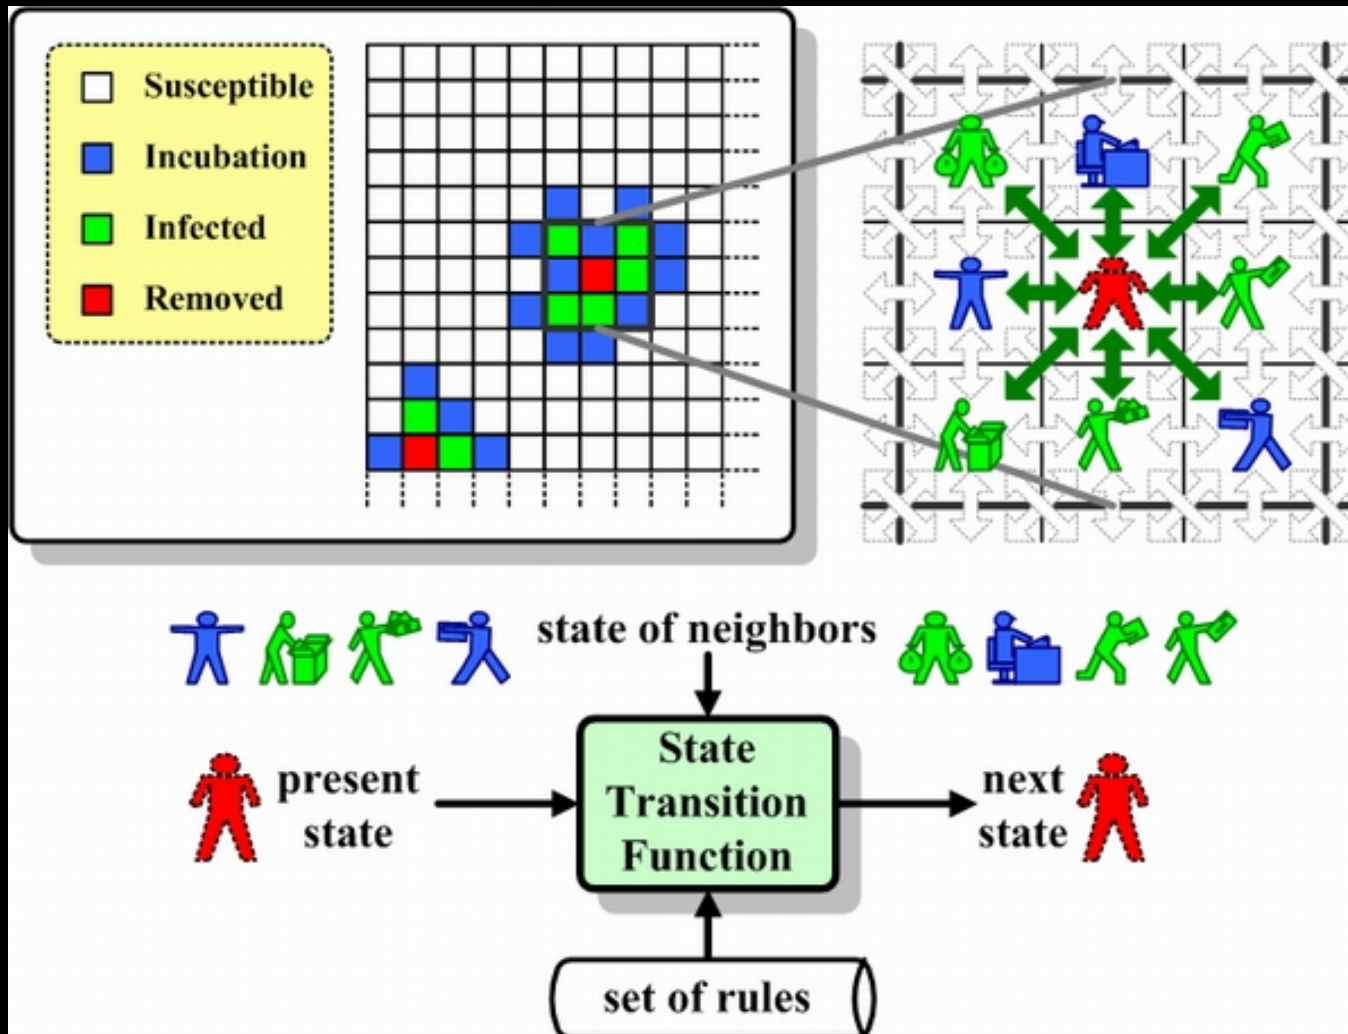 Susceptible
Incubation
Infected
Removed
state of neighbors
present
state
State
Transition
Function
next
state
set of rules